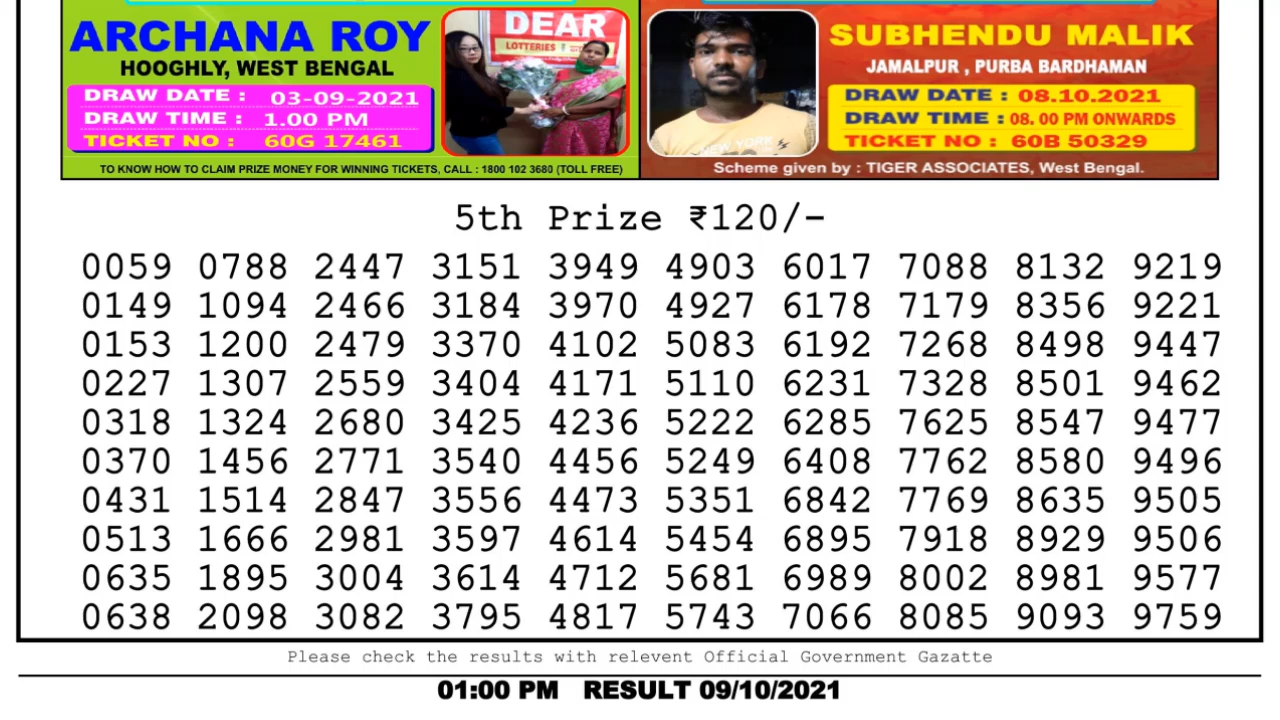 ARCHANA ROY
HOOGHLY, WEST BENGAL
DRAW DATE : 03-09-2021
DRAW TIME : 1.00 PM
TICKET NO : 60G 17461
DEAR
LOTTERIES
TO KNOW HOW TO CLAIM PRIZE MONEY FOR WINNING TICKETS, CALL : 1800 102 3680 (TOLL FREE)
NEW YORK
SUBHENDU MALIK
JAMALPUR , PURBA BARDHAMAN
DRAW DATE : 08.10.2021
DRAW TIME : 08. 00 PM ONWARDS
TICKET NO : 60B 50329
Scheme given by : TIGER ASSOCIATES, West Bengal.
5th Prize ₹120/-
0059 0788 2447 3151 3949 4903 6017 7088 8132 9219
0149 1094 2466 3184 3970 4927 6178 7179 8356 9221
0153 1200 2479 3370 4102 5083 6192 7268 8498 9447
0227 1307 2559 3404 4171 5110 6231 7328 8501 9462
0318 1324 2680 3425 4236 5222 6285 7625 8547 9477
0370 1456 2771 3540 4456 5249 6408 7762 8580 9496
0431 1514 2847 3556 4473 5351 6842 7769 8635 9505
0513 1666 2981 3597 4614 5454 6895 7918 8929 9506
0635 1895 3004 3614 4712 5681 6989 8002 8981 9577
0638 2098 3082 3795 4817 5743 7066 8085 9093 9759
Please check the results with relevent Official Government Gazatte
01:00 PM RESULT 09/10/2021